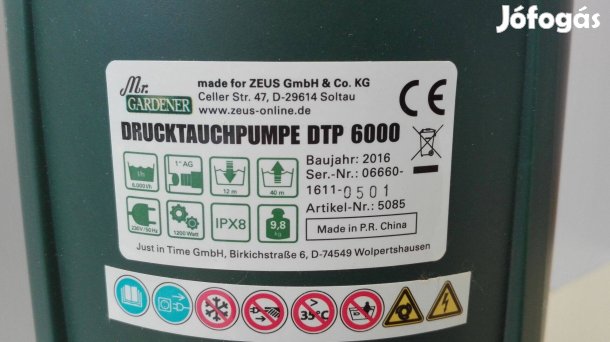 Jófogás
Mr.
GARDENER
made for ZEUS GmbH & Co. KG
Celler Str. 47, D-29614 Soltau
www.zeus-online.de
CE
DRUCKTAUCHPUMPE DTP 6000
l/h
6.000 l/h
1" AG
12 m
40 m
Baujahr: 2016
Ser.-Nr.: 06660-
1611-0501
Artikel-Nr.: 5085
230V/50Hz
1200 Watt
IPX8
9,8
kg
Made in P.R. China
Just in Time GmbH, Birkichstraße 6, D-74549 Wolpertshausen
>
35°C